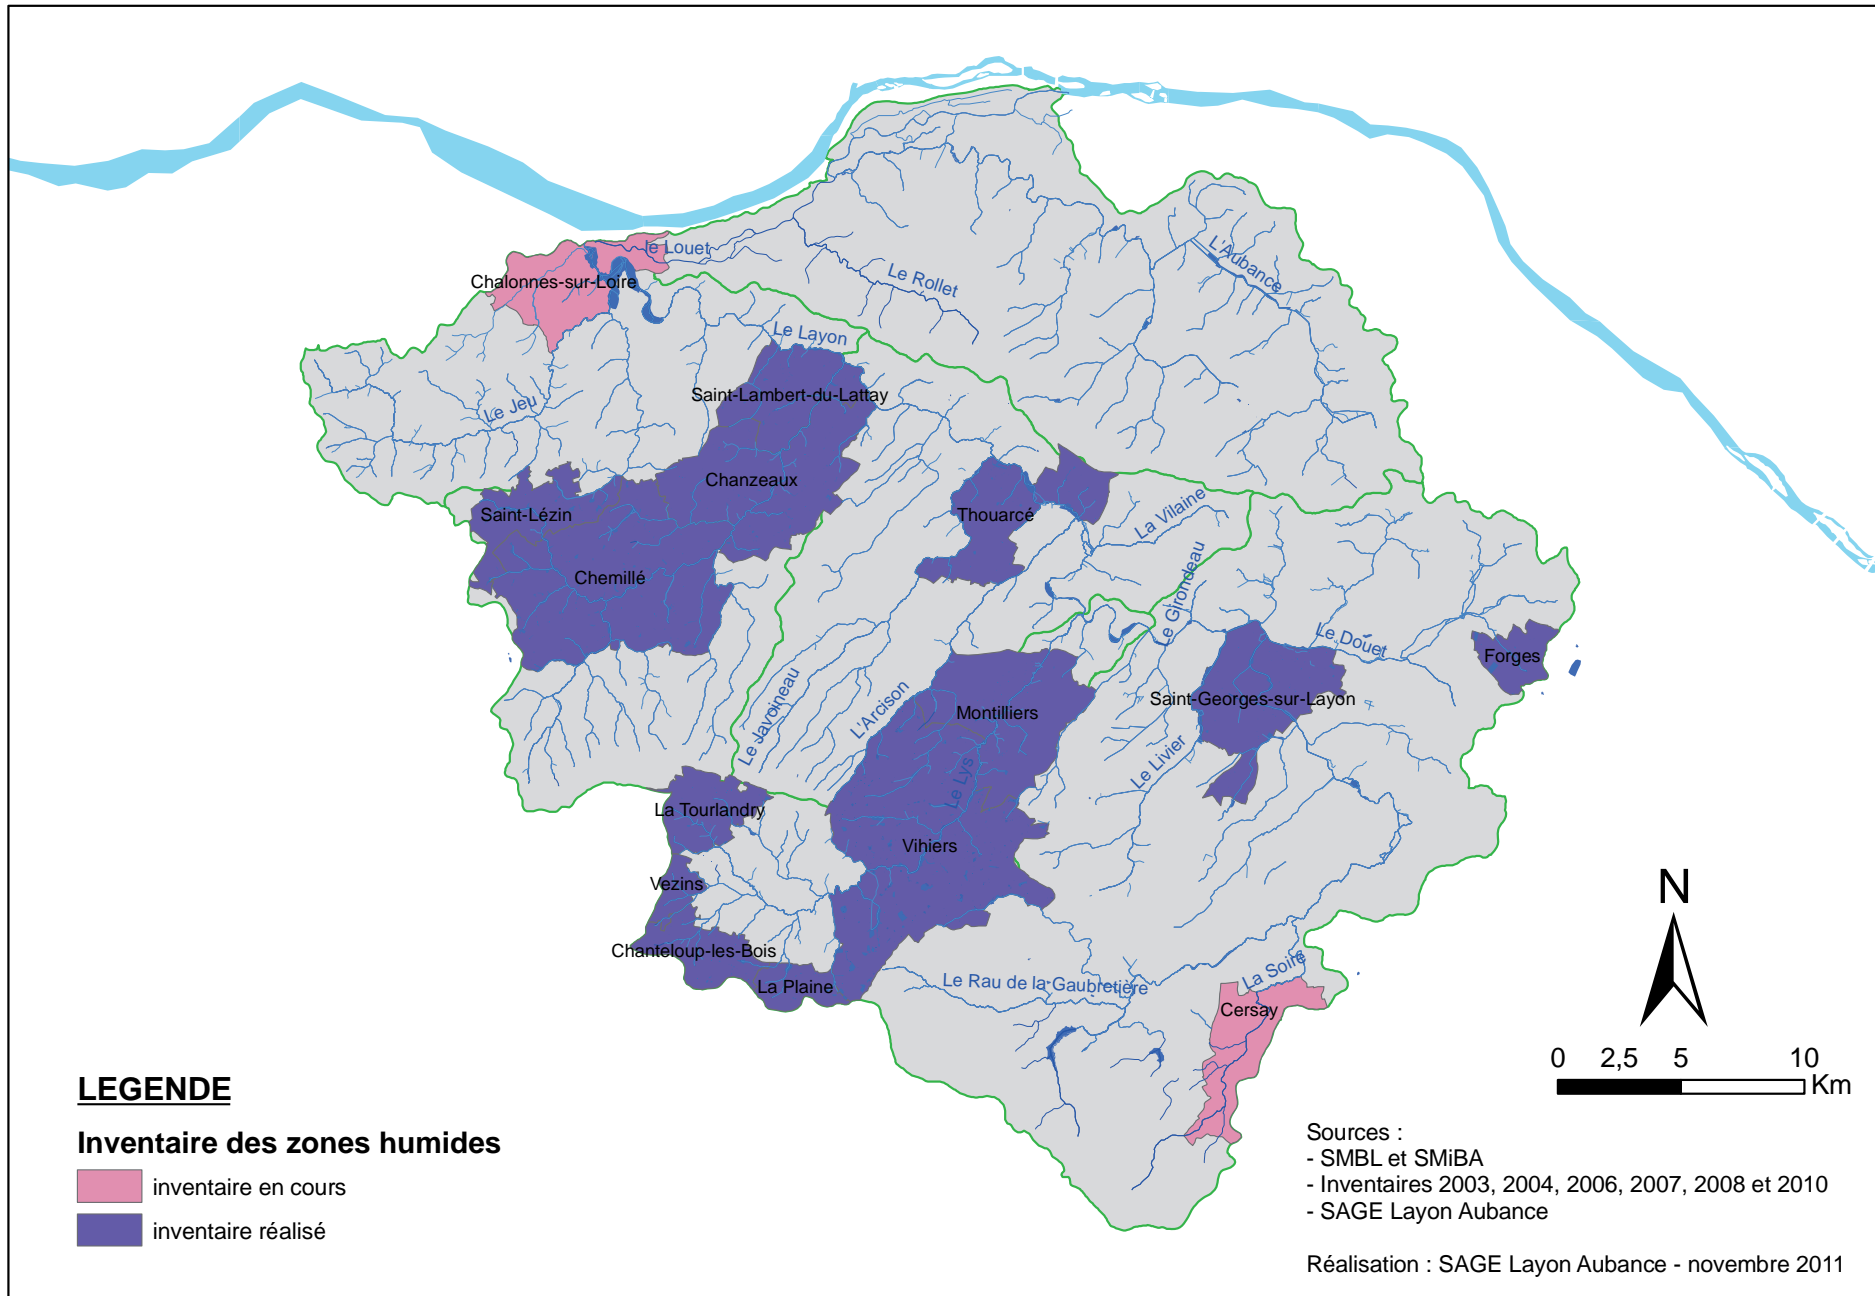 le Louet
Chalonnes-sur-Loire
L'Aubance
Le Rollet
Le Layon
Saint-Lambert-du-Lattay
Le Jeu
Chanzeaux
Saint-Lézin
Thouarcé
La Vilaine
Chemillé
Le Girondeau
Le Douet
Forges
Saint-Georges-sur-Layon
Le Javoineau
L'Arcison
Montilliers
Le Livier
Le Lys
La Tourlandry
Vihiers
Vezins
Chanteloup-les-Bois
La Plaine
Le Rau de la Gaubretière
La Soire
Cersay
N
0 2,5 5 10
Km
LEGENDE
Inventaire des zones humides
inventaire en cours
inventaire réalisé
Sources :
- SMBL et SMiBA
- Inventaires 2003, 2004, 2006, 2007, 2008 et 2010
- SAGE Layon Aubance
Réalisation : SAGE Layon Aubance - novembre 2011